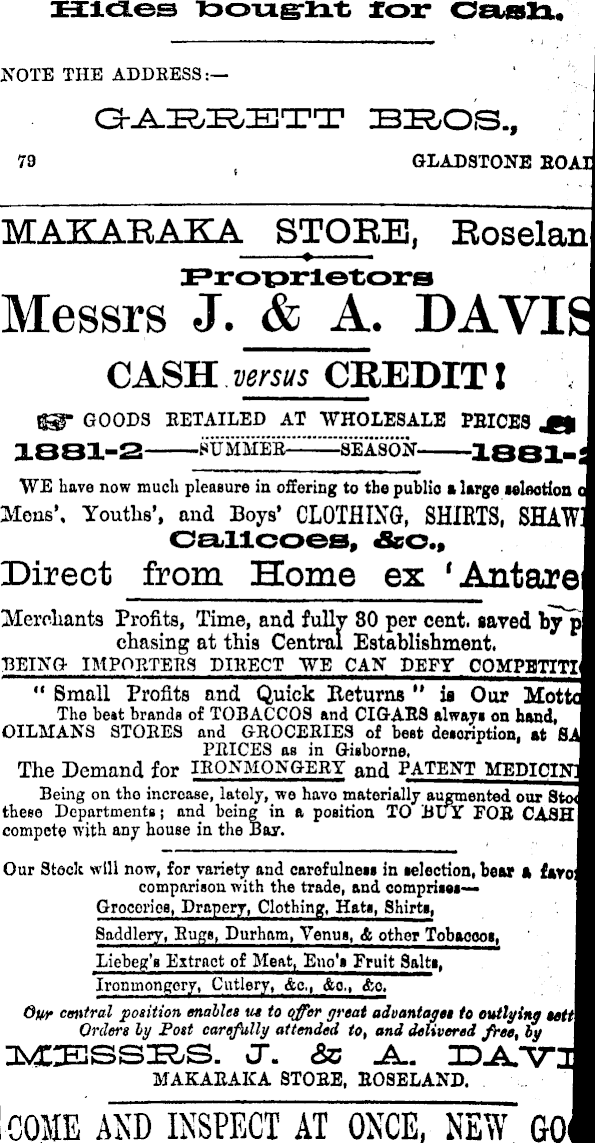 Hides bought for Cash.
NOTE THE ADDRESS:—
GARRETT BROS.,
79 GLADSTONE ROAD
MAKARAKA STORE, Roselan
Proprietors
Messrs J. & A. DAVIS
CASH versus CREDIT!
GOODS RETAILED AT WHOLESALE PRICES
1881-2——SUMMER——SEASON——1881-2
WE have now much pleasure in offering to the public a large selection o
Mens', Youths', and Boys' CLOTHING, SHIRTS, SHAW
Calicoes, &c.,
Direct from Home ex 'Antare
Merchants Profits, Time, and fully 30 per cent. saved by p
chasing at this Central Establishment.
BEING IMPORTERS DIRECT WE CAN DEFY COMPETITI
"Small Profits and Quick Returns" is Our Motto
The best brands of TOBACCOS and CIGARS always on hand,
OILMANS STORES and GROCERIES of best description, at SA
PRICES as in Gisborne.
The Demand for IRONMONGERY and PATENT MEDICIN
Being on the increase, lately, we have materially augmented our Sto
these Departments; and being in a position TO BUY FOR CASH
compete with any house in the Bay.
Our Stock will now, for variety and carefulness in selection, bear a favo
comparison with the trade, and comprises—
Groceries, Drapery, Clothing, Hats, Shirts,
Saddlery, Rugs, Durham, Venus, & other Tobaccos,
Liebeg's Extract of Meat, Eno's Fruit Salts,
Ironmongery, Cutlery, &c., &c., &c.
Our central position enables us to offer great advantages to outlying sett
Orders by Post carefully attended to, and delivered free, by
MESSRS. J. & A. DAVI
MAKARAKA STORE, ROSELAND.
COME AND INSPECT AT ONCE, NEW GO